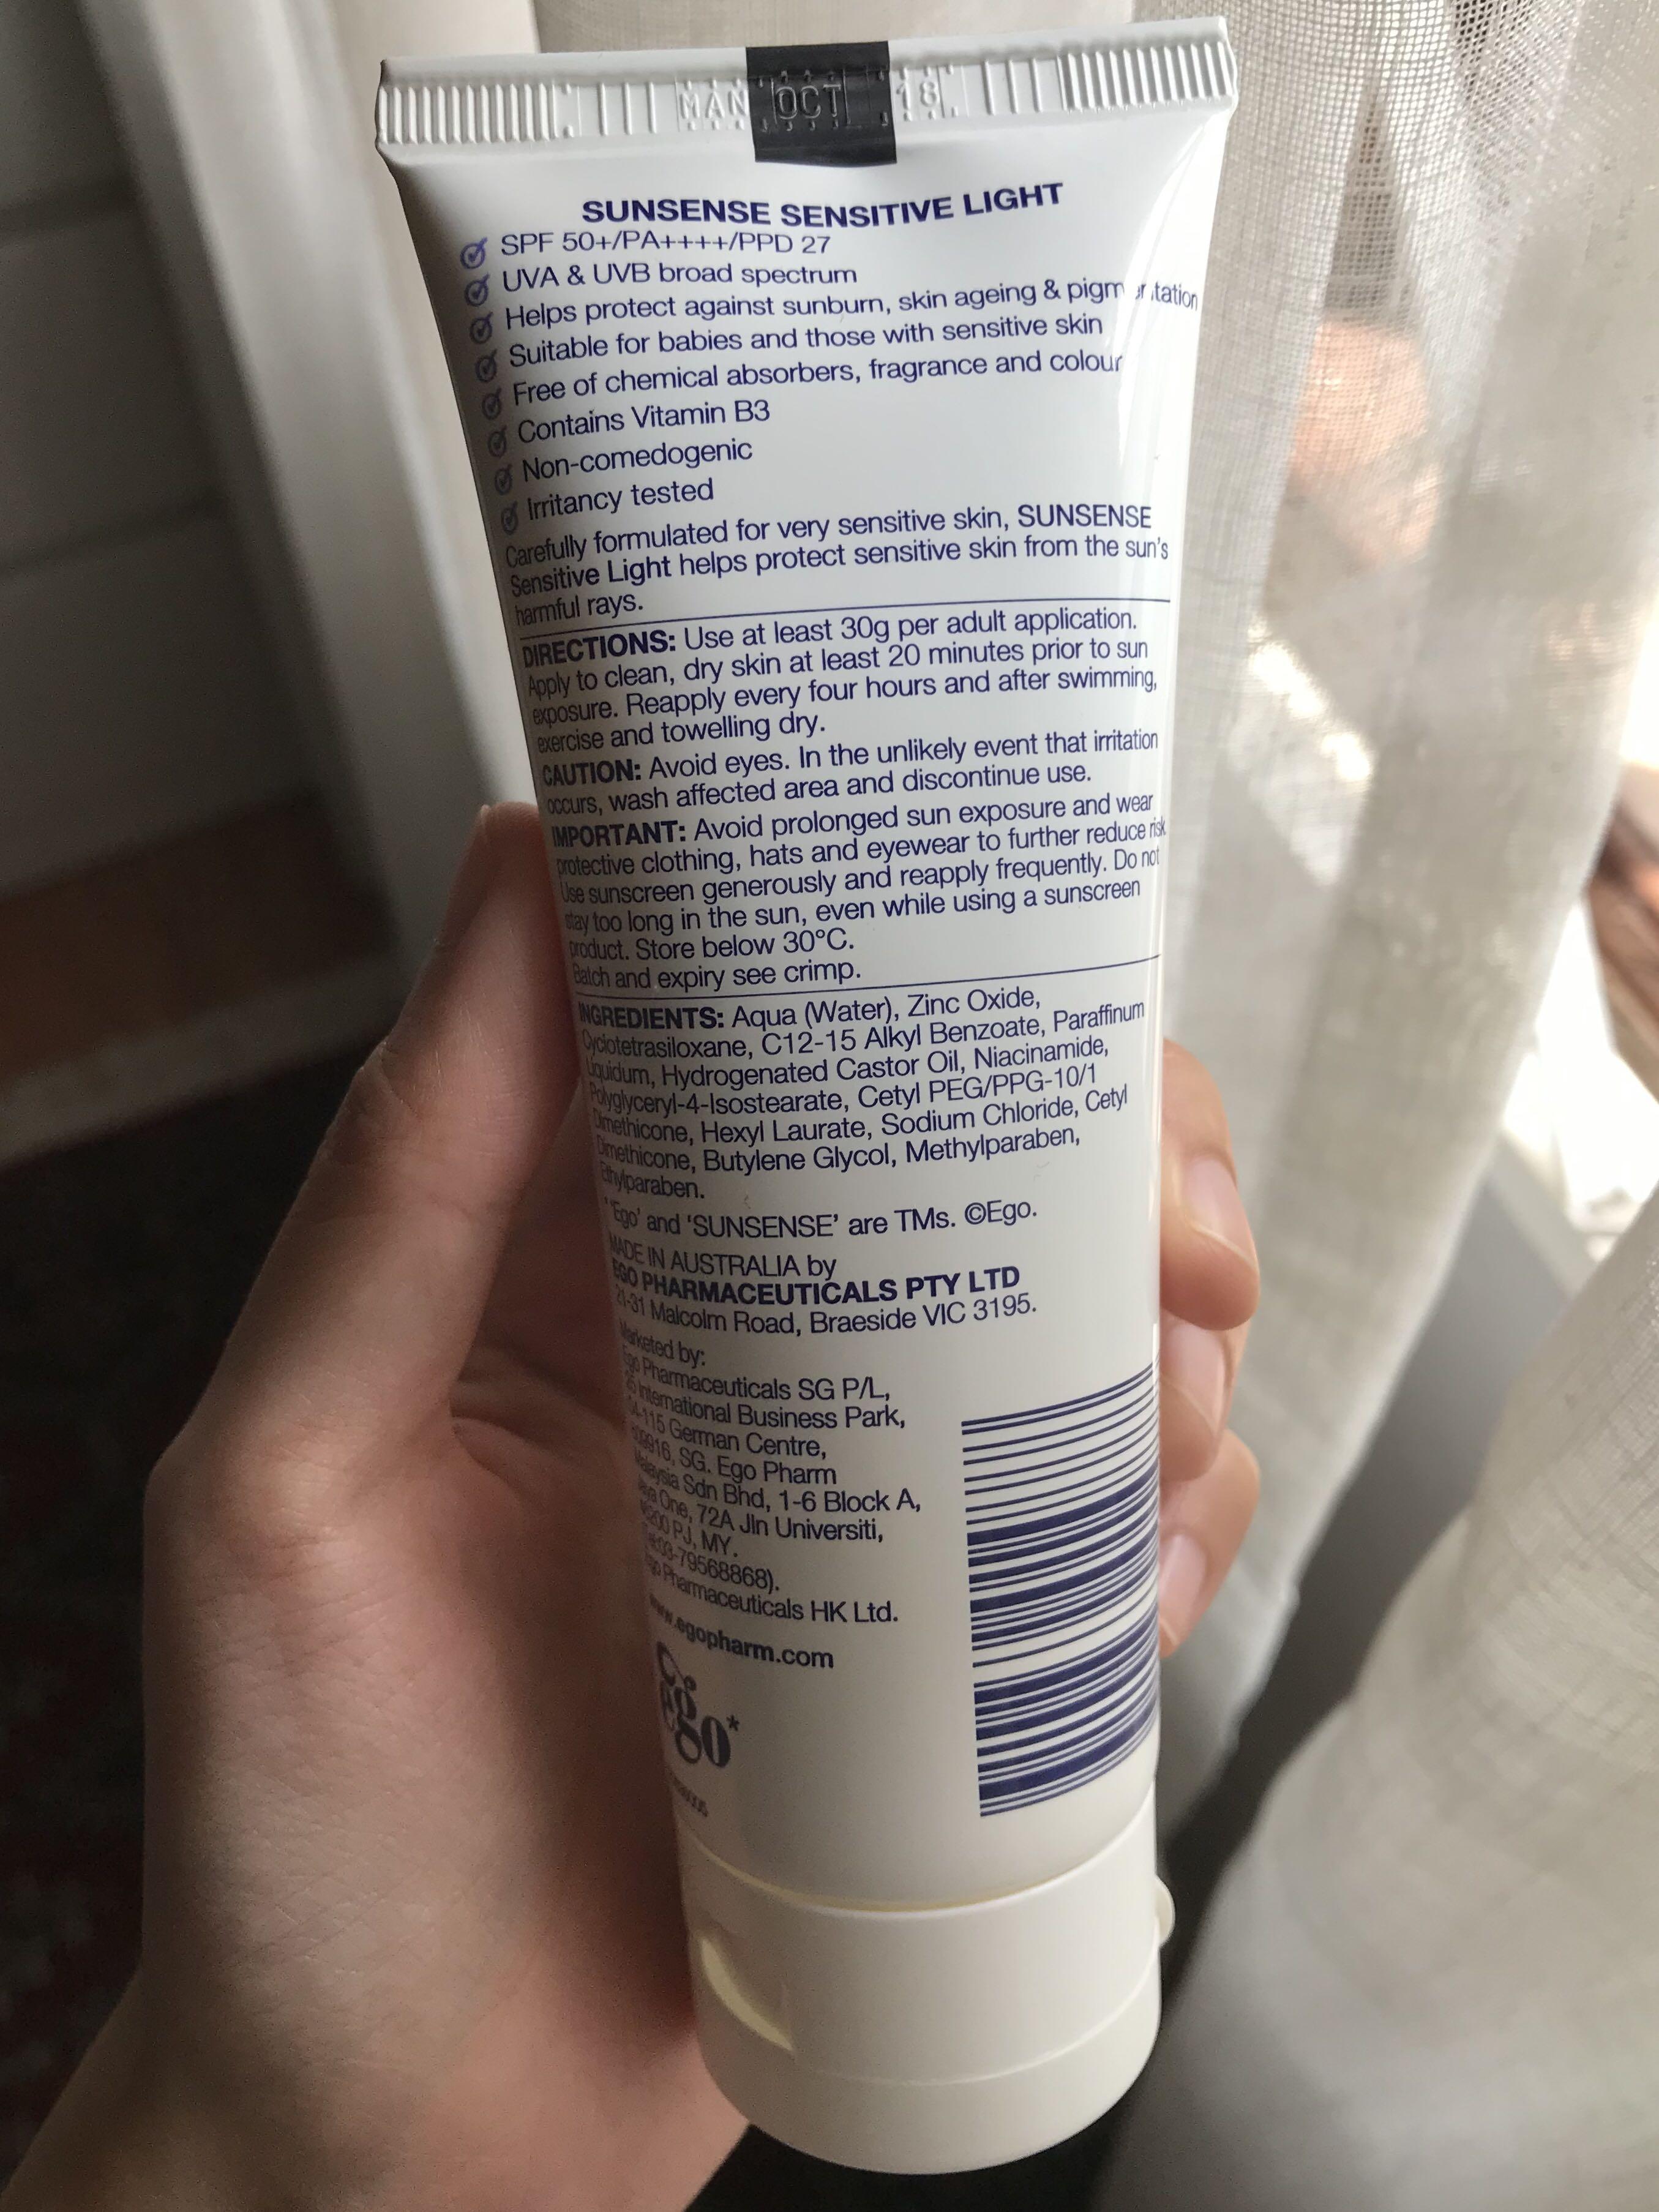 MAN OCT 18
SUNSENSE SENSITIVE LIGHT
SPF 50+/PA++++/PPD 27
UVA & UVB broad spectrum
Helps protect against sunburn, skin ageing & pigmentation
Suitable for babies and those with sensitive skin
Free of chemical absorbers, fragrance and colour
Contains Vitamin B3
Non-comedogenic
Irritancy tested
Carefully formulated for very sensitive skin, SUNSENSE
Sensitive Light helps protect sensitive skin from the sun's
harmful rays.
DIRECTIONS: Use at least 30g per adult application.
Apply to clean, dry skin at least 20 minutes prior to sun
exposure. Reapply every four hours and after swimming,
exercise and towelling dry.
CAUTION: Avoid eyes. In the unlikely event that irritation
occurs, wash affected area and discontinue use.
IMPORTANT: Avoid prolonged sun exposure and wear
protective clothing, hats and eyewear to further reduce risk
Use sunscreen generously and reapply frequently. Do not
stay too long in the sun, even while using a sunscreen
product. Store below 30°C.
Batch and expiry see crimp.
INGREDIENTS: Aqua (Water), Zinc Oxide,
Cyclotetrasiloxane, C12-15 Alkyl Benzoate, Paraffinum
Liquidum, Hydrogenated Castor Oil, Niacinamide,
Polyglyceryl-4-Isostearate, Cetyl PEG/PPG-10/1
Dimethicone, Hexyl Laurate, Sodium Chloride, Cetyl
Dimethicone, Butylene Glycol, Methylparaben,
Ethylparaben.
* 'Ego' and 'SUNSENSE' are TMs. ©Ego.
MADE IN AUSTRALIA by
EGO PHARMACEUTICALS PTY LTD
21-31 Malcolm Road, Braeside VIC 3195.
Marketed by:
Ego Pharmaceuticals SG P/L,
25 International Business Park,
04-115 German Centre,
609916, SG. Ego Pharm
Malaysia Sdn Bhd, 1-6 Block A,
Jaya One, 72A Jln Universiti,
46200 PJ, MY.
(Tel:03-79568868).
Ego Pharmaceuticals HK Ltd.
www.egopharm.com
ego*